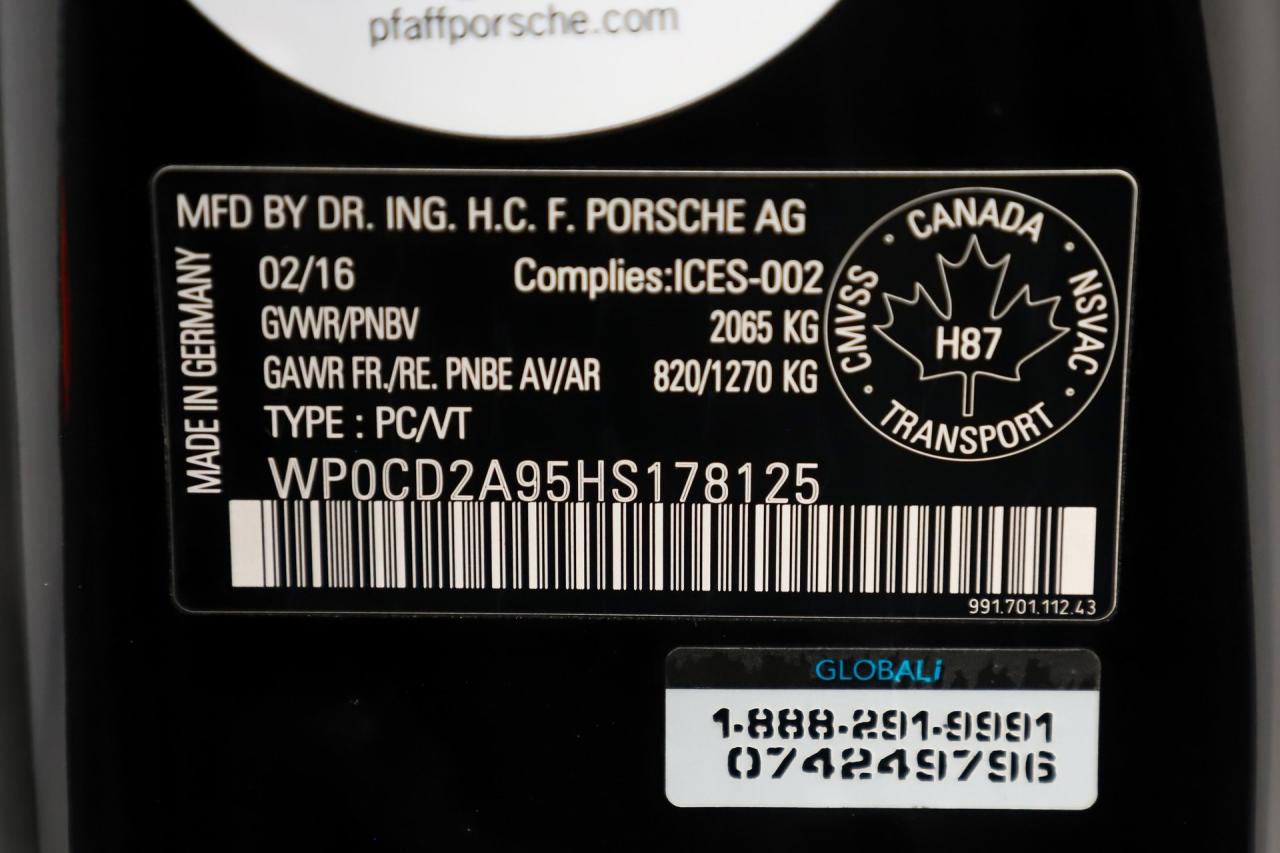 pfaffporsche.com
MFD BY DR. ING. H.C. F. PORSCHE AG
MADE IN GERMANY
02/16 Complies:ICES-002
GVWR/PNBV 2065 KG
GAWR FR./RE. PNBE AV/AR 820/1270 KG
TYPE : PC/VT
WP0CD2A95HS178125
CANADA
CMVSS
NSVAC
H87
TRANSPORT
991.701.112.43
GLOBALi
1-888-291-9991
074249796